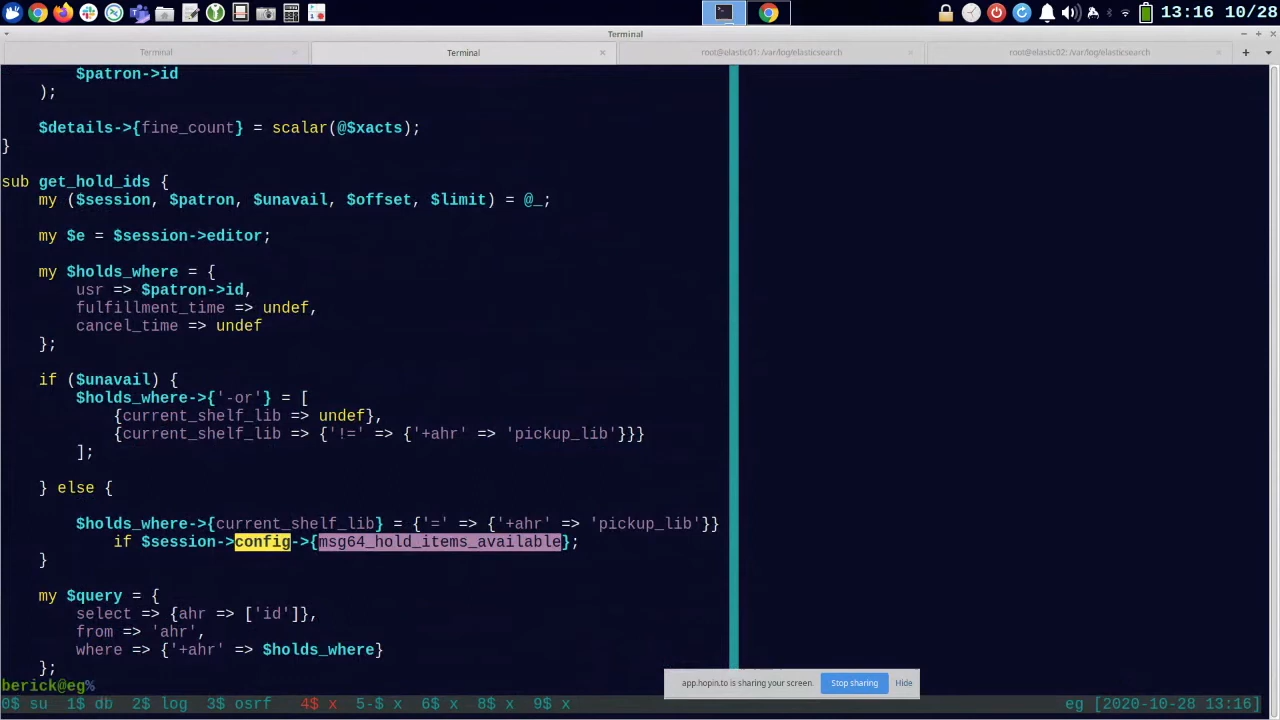 13:16 10/28
Terminal
Terminal
Terminal
root@elastic01: /var/log/elasticsearch
root@elastic02: /var/log/elasticsearch
$patron->id
);
$details->{fine_count} = scalar(@$xacts);
}
sub get_hold_ids {
my ($session, $patron, $unavail, $offset, $limit) = @_;
my $e = $session->editor;
my $holds_where = {
usr => $patron->id,
fulfillment_time => undef,
cancel_time => undef
};
if ($unavail) {
$holds_where->{'-or'} = [
{current_shelf_lib => undef},
{current_shelf_lib => {'!=' => {'+ahr' => 'pickup_lib'}}}
];
} else {
$holds_where->{current_shelf_lib} = {'=' => {'+ahr' => 'pickup_lib'}}
if $session->config->{msg64_hold_items_available};
}
my $query = {
select => {ahr => ['id']},
from => 'ahr',
where => {'+ahr' => $holds_where}
};
berick@eg%
app.hopin.to is sharing your screen. Stop sharing Hide
0$ su 1$ db 2$ log 3$ osrf 4$ x 5-$ x 6$ x 8$ x 9$ x eg [2020-10-28 13:16]